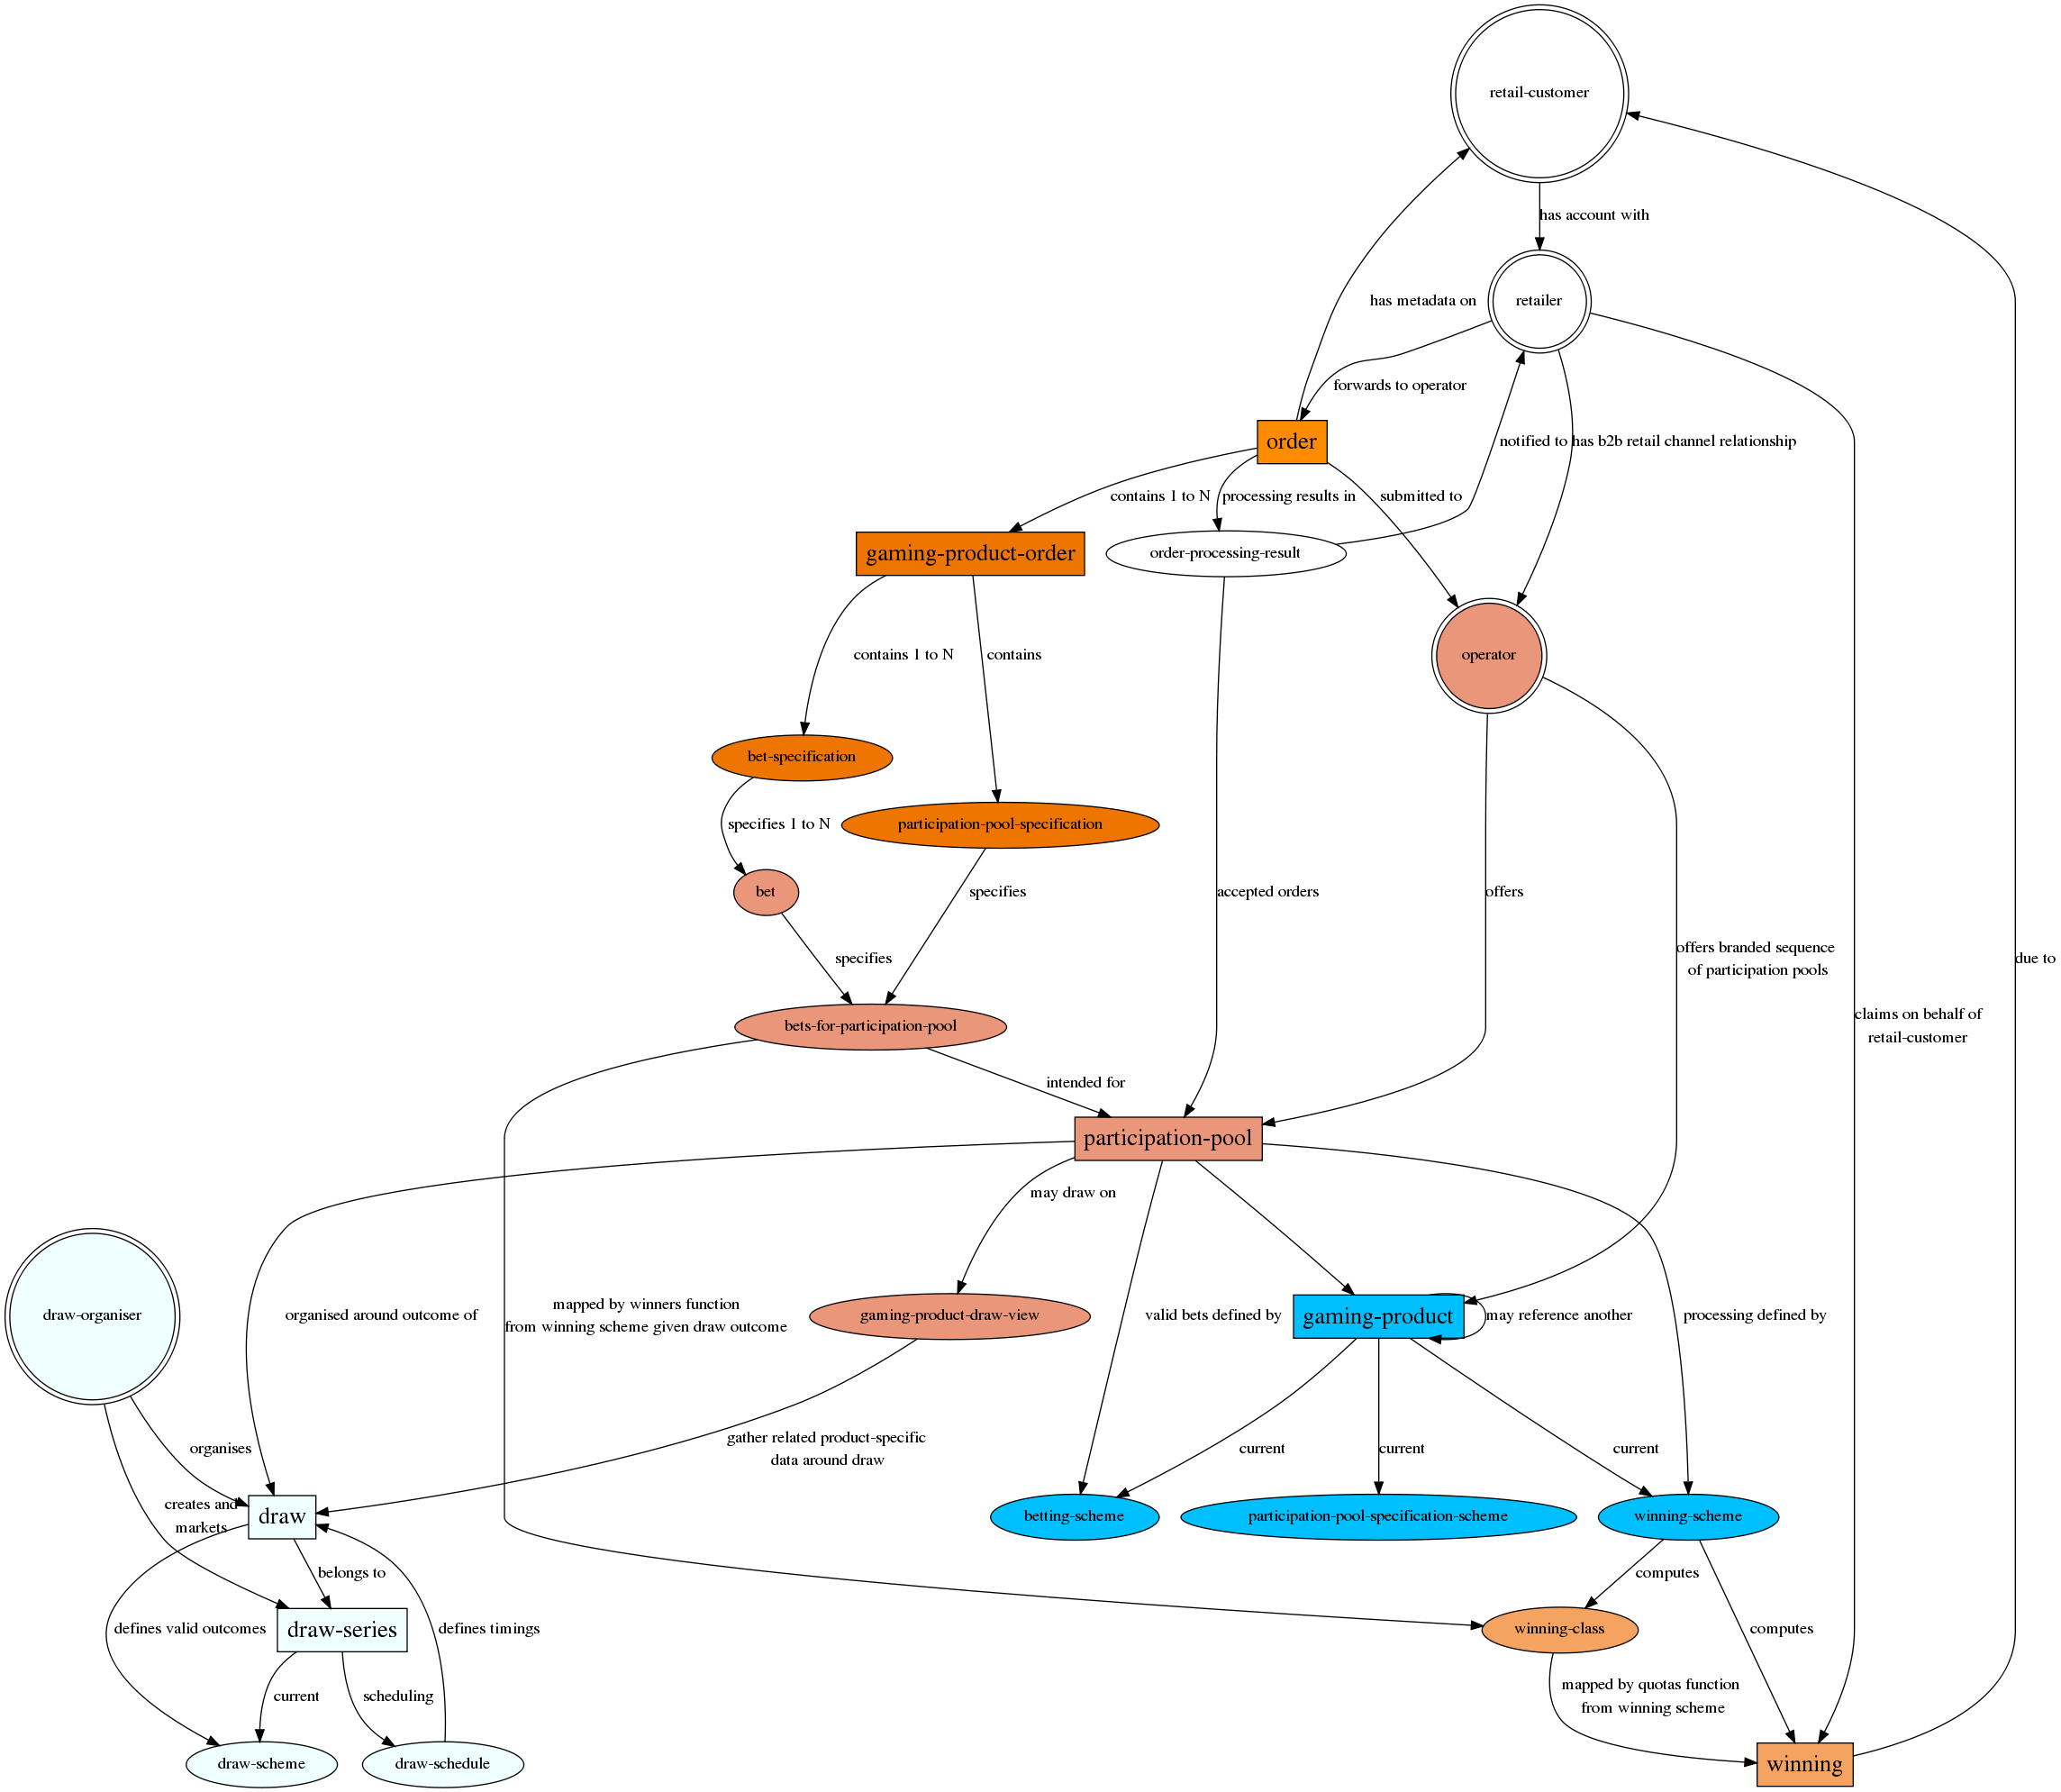 retail-customer
has account with
has metadata on
retailer
forwards to operator
order
notified to
has b2b retail channel relationship
contains 1 to N
processing results in
submitted to
gaming-product-order
order-processing-result
contains 1 to N
contains
operator
bet-specification
specifies 1 to N
participation-pool-specification
bet
specifies
accepted orders
offers
offers branded sequence
of participation pools
specifies
due to
claims on behalf of
retail-customer
bets-for-participation-pool
intended for
participation-pool
may draw on
draw-organiser
organised around outcome of
mapped by winners function
from winning scheme given draw outcome
gaming-product-draw-view
valid bets defined by
gaming-product
may reference another
processing defined by
organises
gather related product-specific
data around draw
current
current
current
creates and
markets
draw
betting-scheme
participation-pool-specification-scheme
winning-scheme
belongs to
computes
defines valid outcomes
draw-series
defines timings
winning-class
computes
current
scheduling
mapped by quotas function
from winning scheme
draw-scheme
draw-schedule
winning